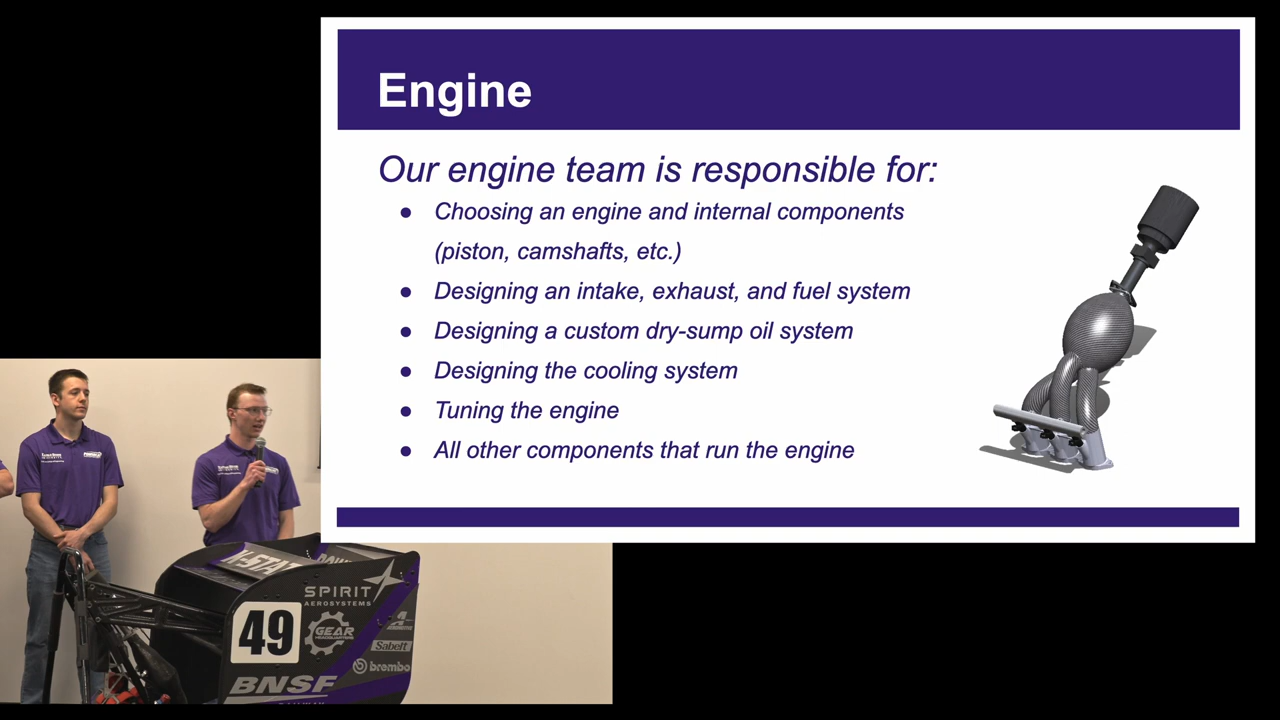 Engine
Our engine team is responsible for:
● Choosing an engine and internal components
(piston, camshafts, etc.)
● Designing an intake, exhaust, and fuel system
● Designing a custom dry-sump oil system
● Designing the cooling system
● Tuning the engine
● All other components that run the engine
K-STAT
SPIRIT
AEROSYSTEMS
49
GEAR
HEADQUARTERS
Sabelt
brembo
BNSF